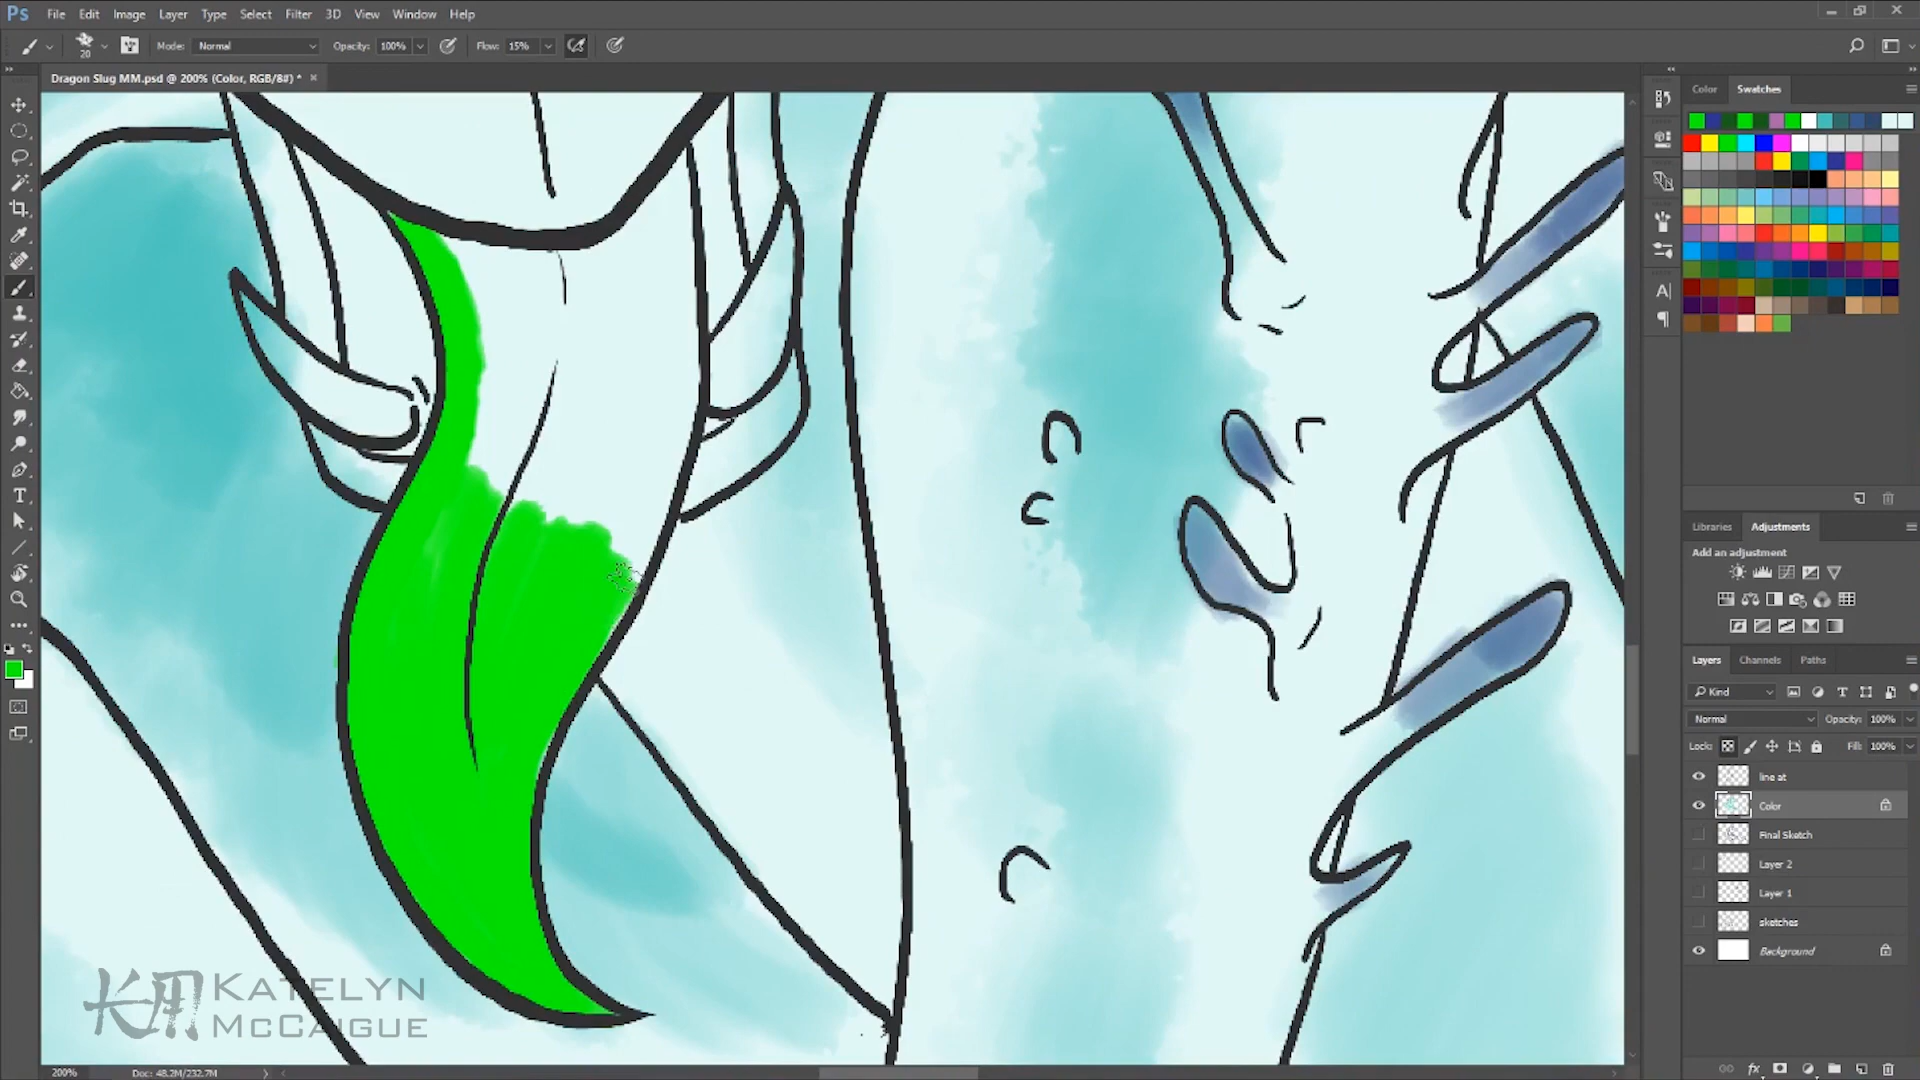 Ps File Edit Image Layer Type Select Filter 3D View Window Help
20 Mode: Normal Opacity: 100% Flow: 15%
Dragon Slug MM.psd @ 200% (Color, RGB/8#) *
Color Swatches
Libraries Adjustments
Add an adjustment
Layers Channels Paths
Kind
Normal Opacity: 100%
Lock: Fill: 100%
line at
Color
Final Sketch
Layer 2
Layer 1
sketches
Background
KATELYN
MCCAIGUE
200% Doc: 48.2M/232.7M